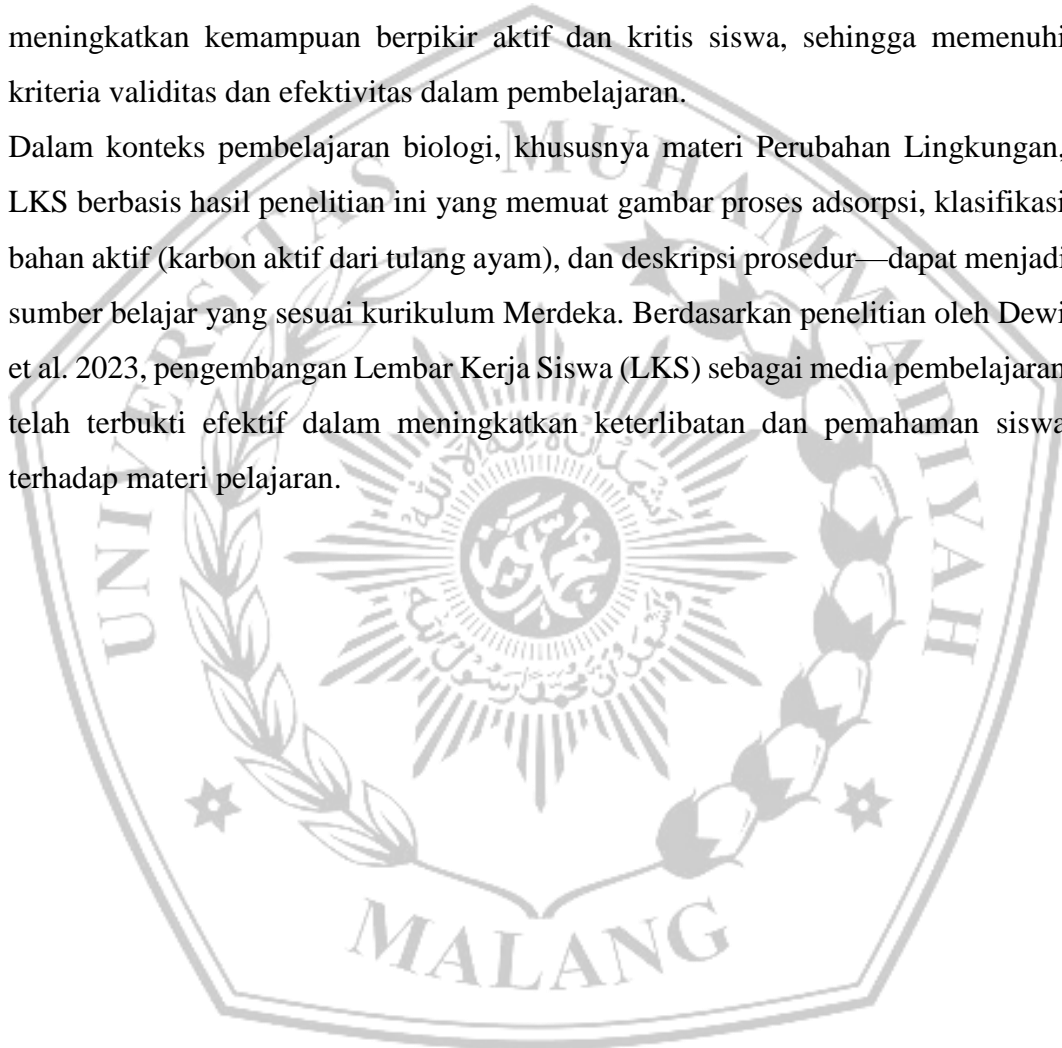 meningkatkan kemampuan berpikir aktif dan kritis siswa, sehingga memenuhi
kriteria validitas dan efektivitas dalam pembelajaran.
Dalam konteks pembelajaran biologi, khususnya materi Perubahan Lingkungan,
LKS berbasis hasil penelitian ini yang memuat gambar proses adsorpsi, klasifikasi
bahan aktif (karbon aktif dari tulang ayam), dan deskripsi prosedur—dapat menjadi
sumber belajar yang sesuai kurikulum Merdeka. Berdasarkan penelitian oleh Dewi
et al. 2023, pengembangan Lembar Kerja Siswa (LKS) sebagai media pembelajaran
telah terbukti efektif dalam meningkatkan keterlibatan dan pemahaman siswa
terhadap materi pelajaran.
UNIVERSITAS MUHAMMADIYAH
MALANG